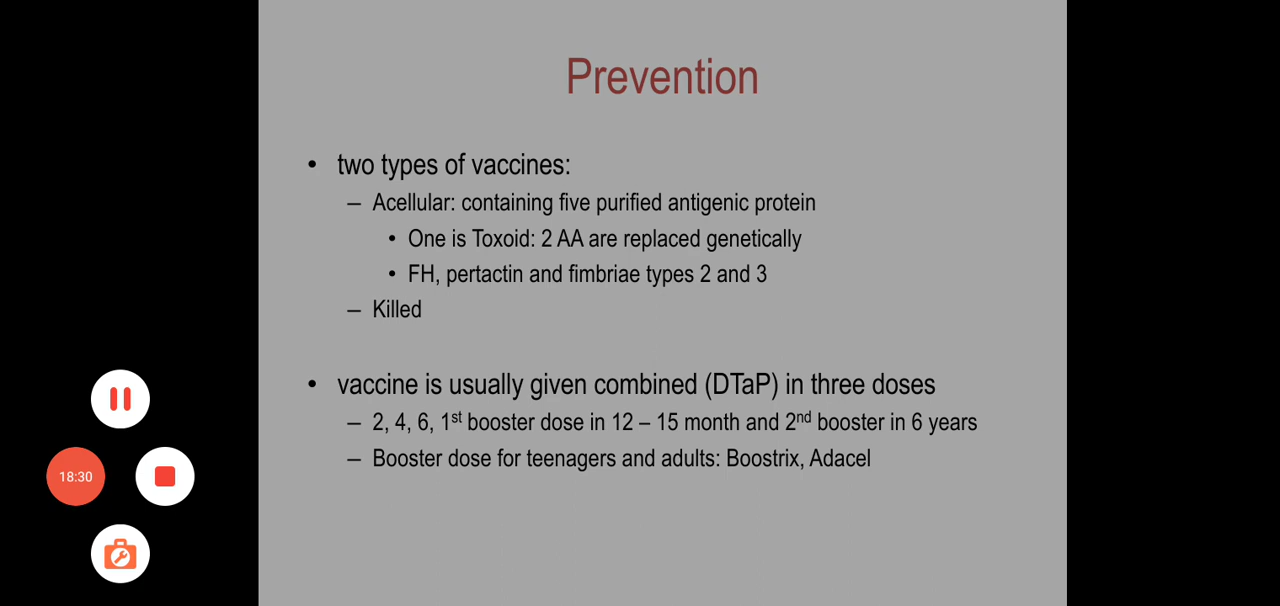 Prevention
• two types of vaccines:
– Acellular: containing five purified antigenic protein
• One is Toxoid: 2 AA are replaced genetically
• FH, pertactin and fimbriae types 2 and 3
– Killed
• vaccine is usually given combined (DTaP) in three doses
– 2, 4, 6, 1st booster dose in 12 – 15 month and 2nd booster in 6 years
– Booster dose for teenagers and adults: Boostrix, Adacel
18:30